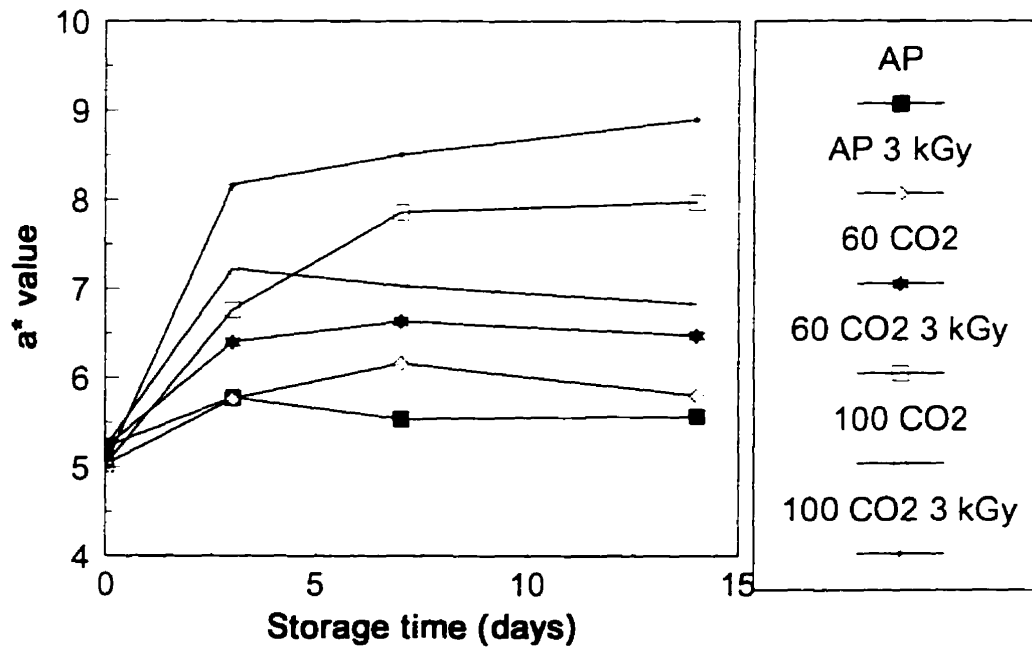 10
9
8
7
6
5
4
a* value
0
5
10
15
Storage time (days)
AP
AP 3 kGy
60 CO2
60 CO2 3 kGy
100 CO2
100 CO2 3 kGy